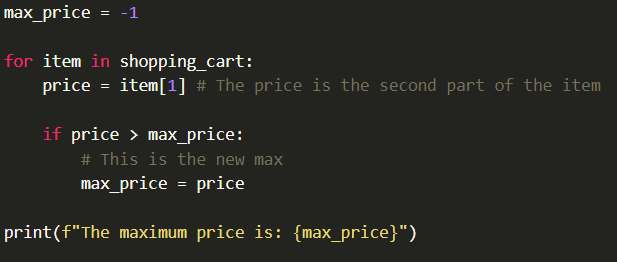 max_price = -1
for item in shopping_cart:
    price = item[1] # The price is the second part of the item
    if price > max_price:
        # This is the new max
        max_price = price
print(f"The maximum price is: {max_price}")